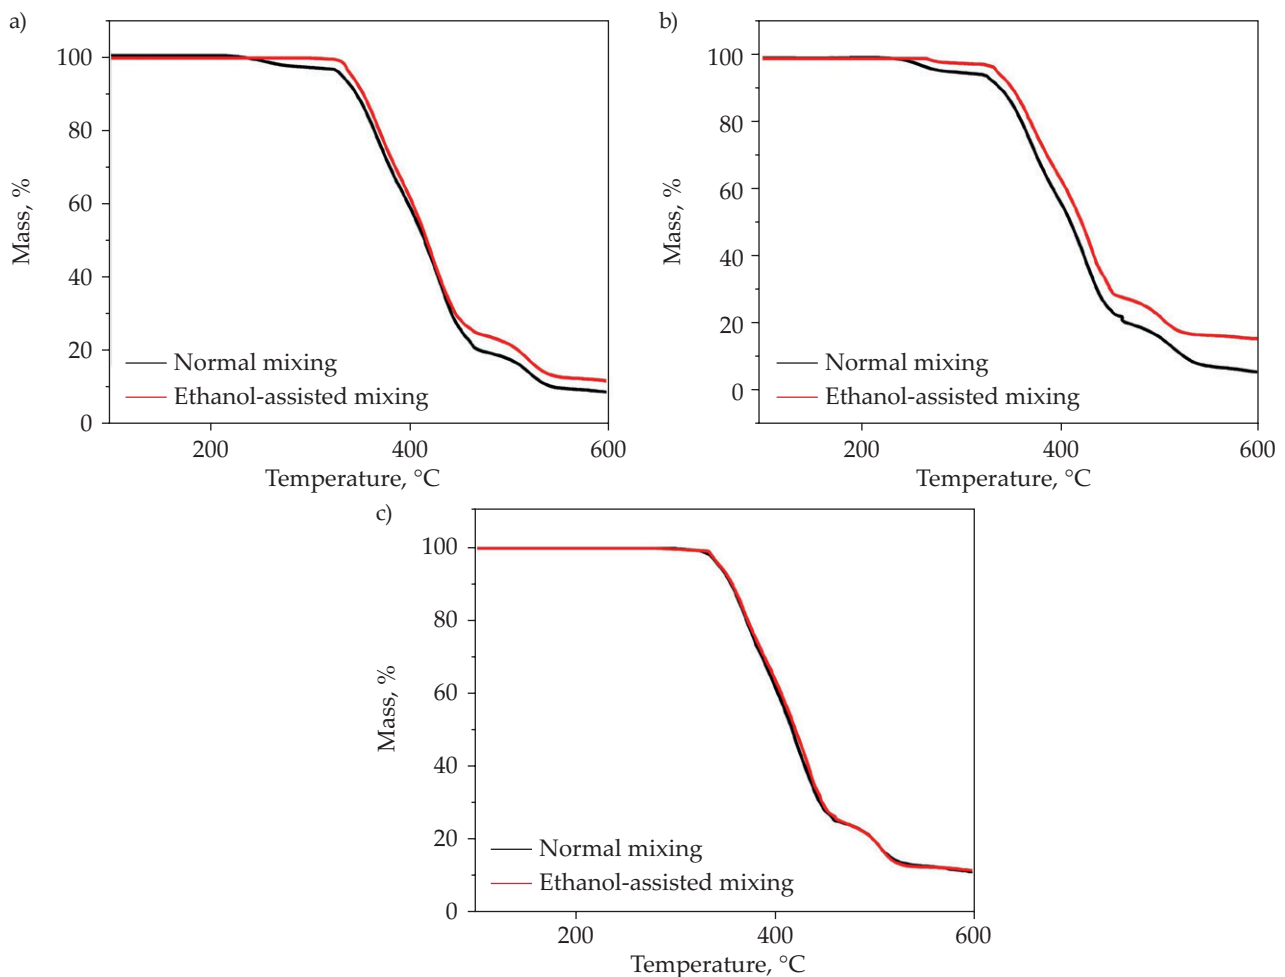 a)
100
80
60
40
20
0
Mass, %
Normal mixing
Ethanol-assisted mixing
200
400
600
Temperature, °C
b)
100
80
60
40
20
0
Mass, %
Normal mixing
Ethanol-assisted mixing
200
400
600
Temperature, °C
c)
100
80
60
40
20
0
Mass, %
Normal mixing
Ethanol-assisted mixing
200
400
600
Temperature, °C